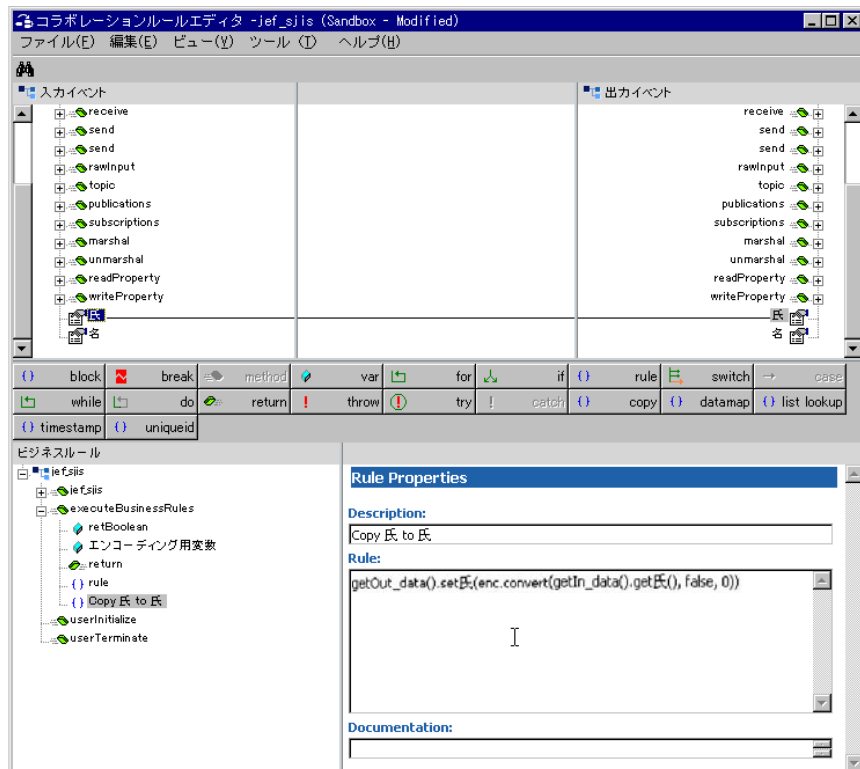 コラボレーションルールエディタ -jef_sjis (Sandbox - Modified)
ファイル(F) 編集(E) ビュー(V) ツール (T) ヘルプ(H)
入力イベント 出力イベント
receive receive
send send
send send
rawInput rawInput
topic topic
publications publications
subscriptions subscriptions
marshal marshal
unmarshal unmarshal
readProperty readProperty
writeProperty writeProperty
氏 氏
名 名
{} block break method var for if {} rule switch case
while do return throw try catch {} copy {} datamap {} list lookup
{} timestamp {} uniqueid
ビジネスルール
jef_sjis
jef_sjis
executeBusinessRules
retBoolean
エンコーディング用変数
return
{} rule
{} Copy 氏 to 氏
userInitialize
userTerminate
Rule Properties
Description:
Copy 氏 to 氏
Rule:
getOut_data().set氏(enc.convert(getIn_data().get氏(), false, 0))
Documentation: